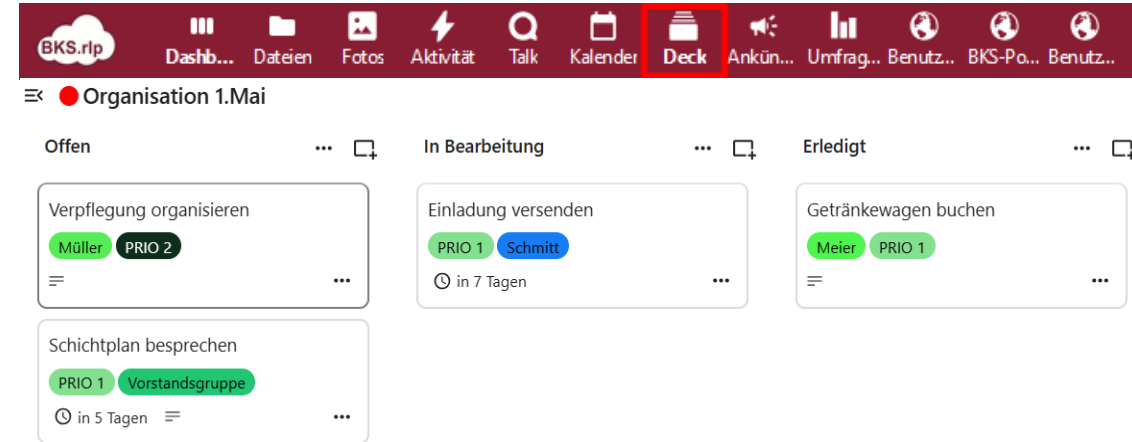 BKS.rlp
Dashb... Dateien Fotos Aktivität Talk Kalender Deck Ankün... Umfrag... Benutz... BKS-Po... Benutz...
Organisation 1.Mai
Offen
Verpflegung organisieren
Müller PRIO 2
Schichtplan besprechen
PRIO 1 Vorstandsgruppe
in 5 Tagen
In Bearbeitung
Einladung versenden
PRIO 1 Schmitt
in 7 Tagen
Erledigt
Getränkewagen buchen
Meier PRIO 1